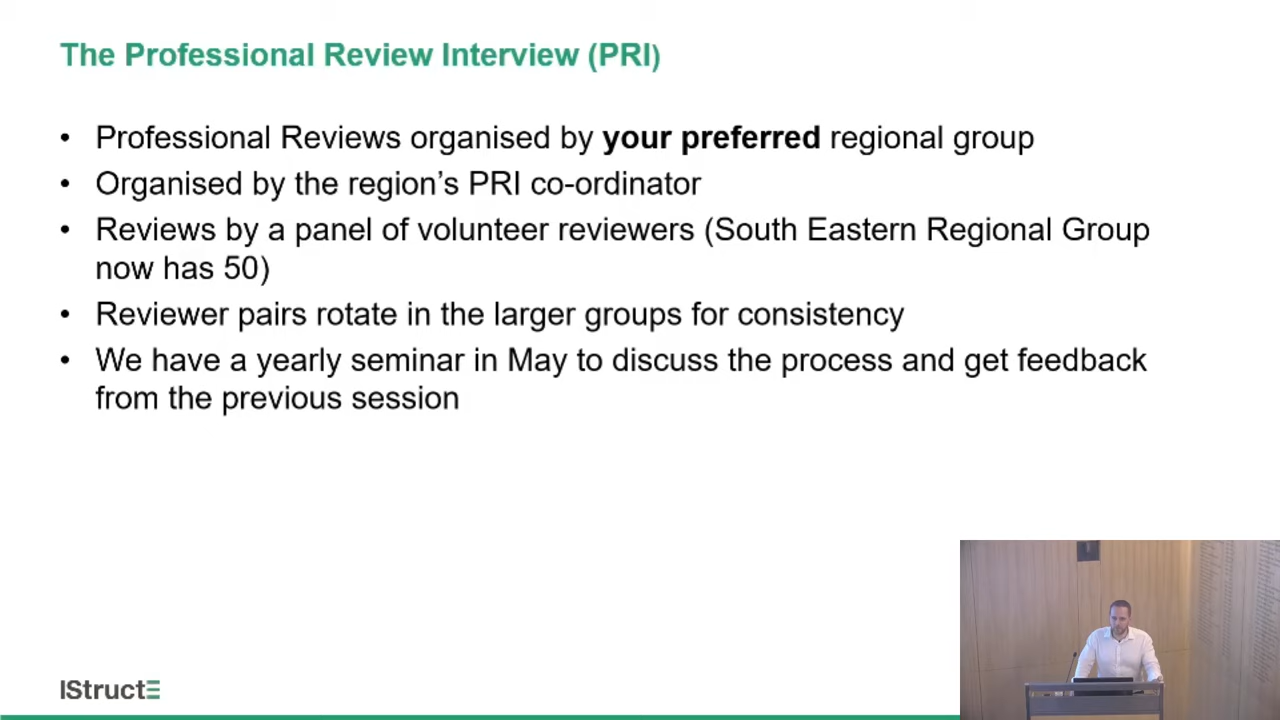 The Professional Review Interview (PRI)
• Professional Reviews organised by your preferred regional group
• Organised by the region's PRI co-ordinator
• Reviews by a panel of volunteer reviewers (South Eastern Regional Group
now has 50)
• Reviewer pairs rotate in the larger groups for consistency
• We have a yearly seminar in May to discuss the process and get feedback
from the previous session
IStructE